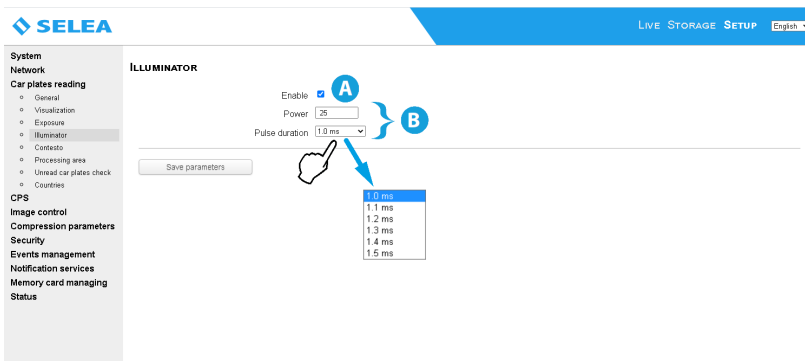 SELEA
LIVE STORAGE SETUP English
System
Network
Car plates reading
General
Visualization
Exposure
Illuminator
Contesto
Processing area
Unread car plates check
Countries
CPS
Image control
Compression parameters
Security
Events management
Notification services
Memory card managing
Status
ILLUMINATOR
Enable A
Power 25
B
Pulse duration 1.0 ms
Save parameters
1.0 ms
1.1 ms
1.2 ms
1.3 ms
1.4 ms
1.5 ms